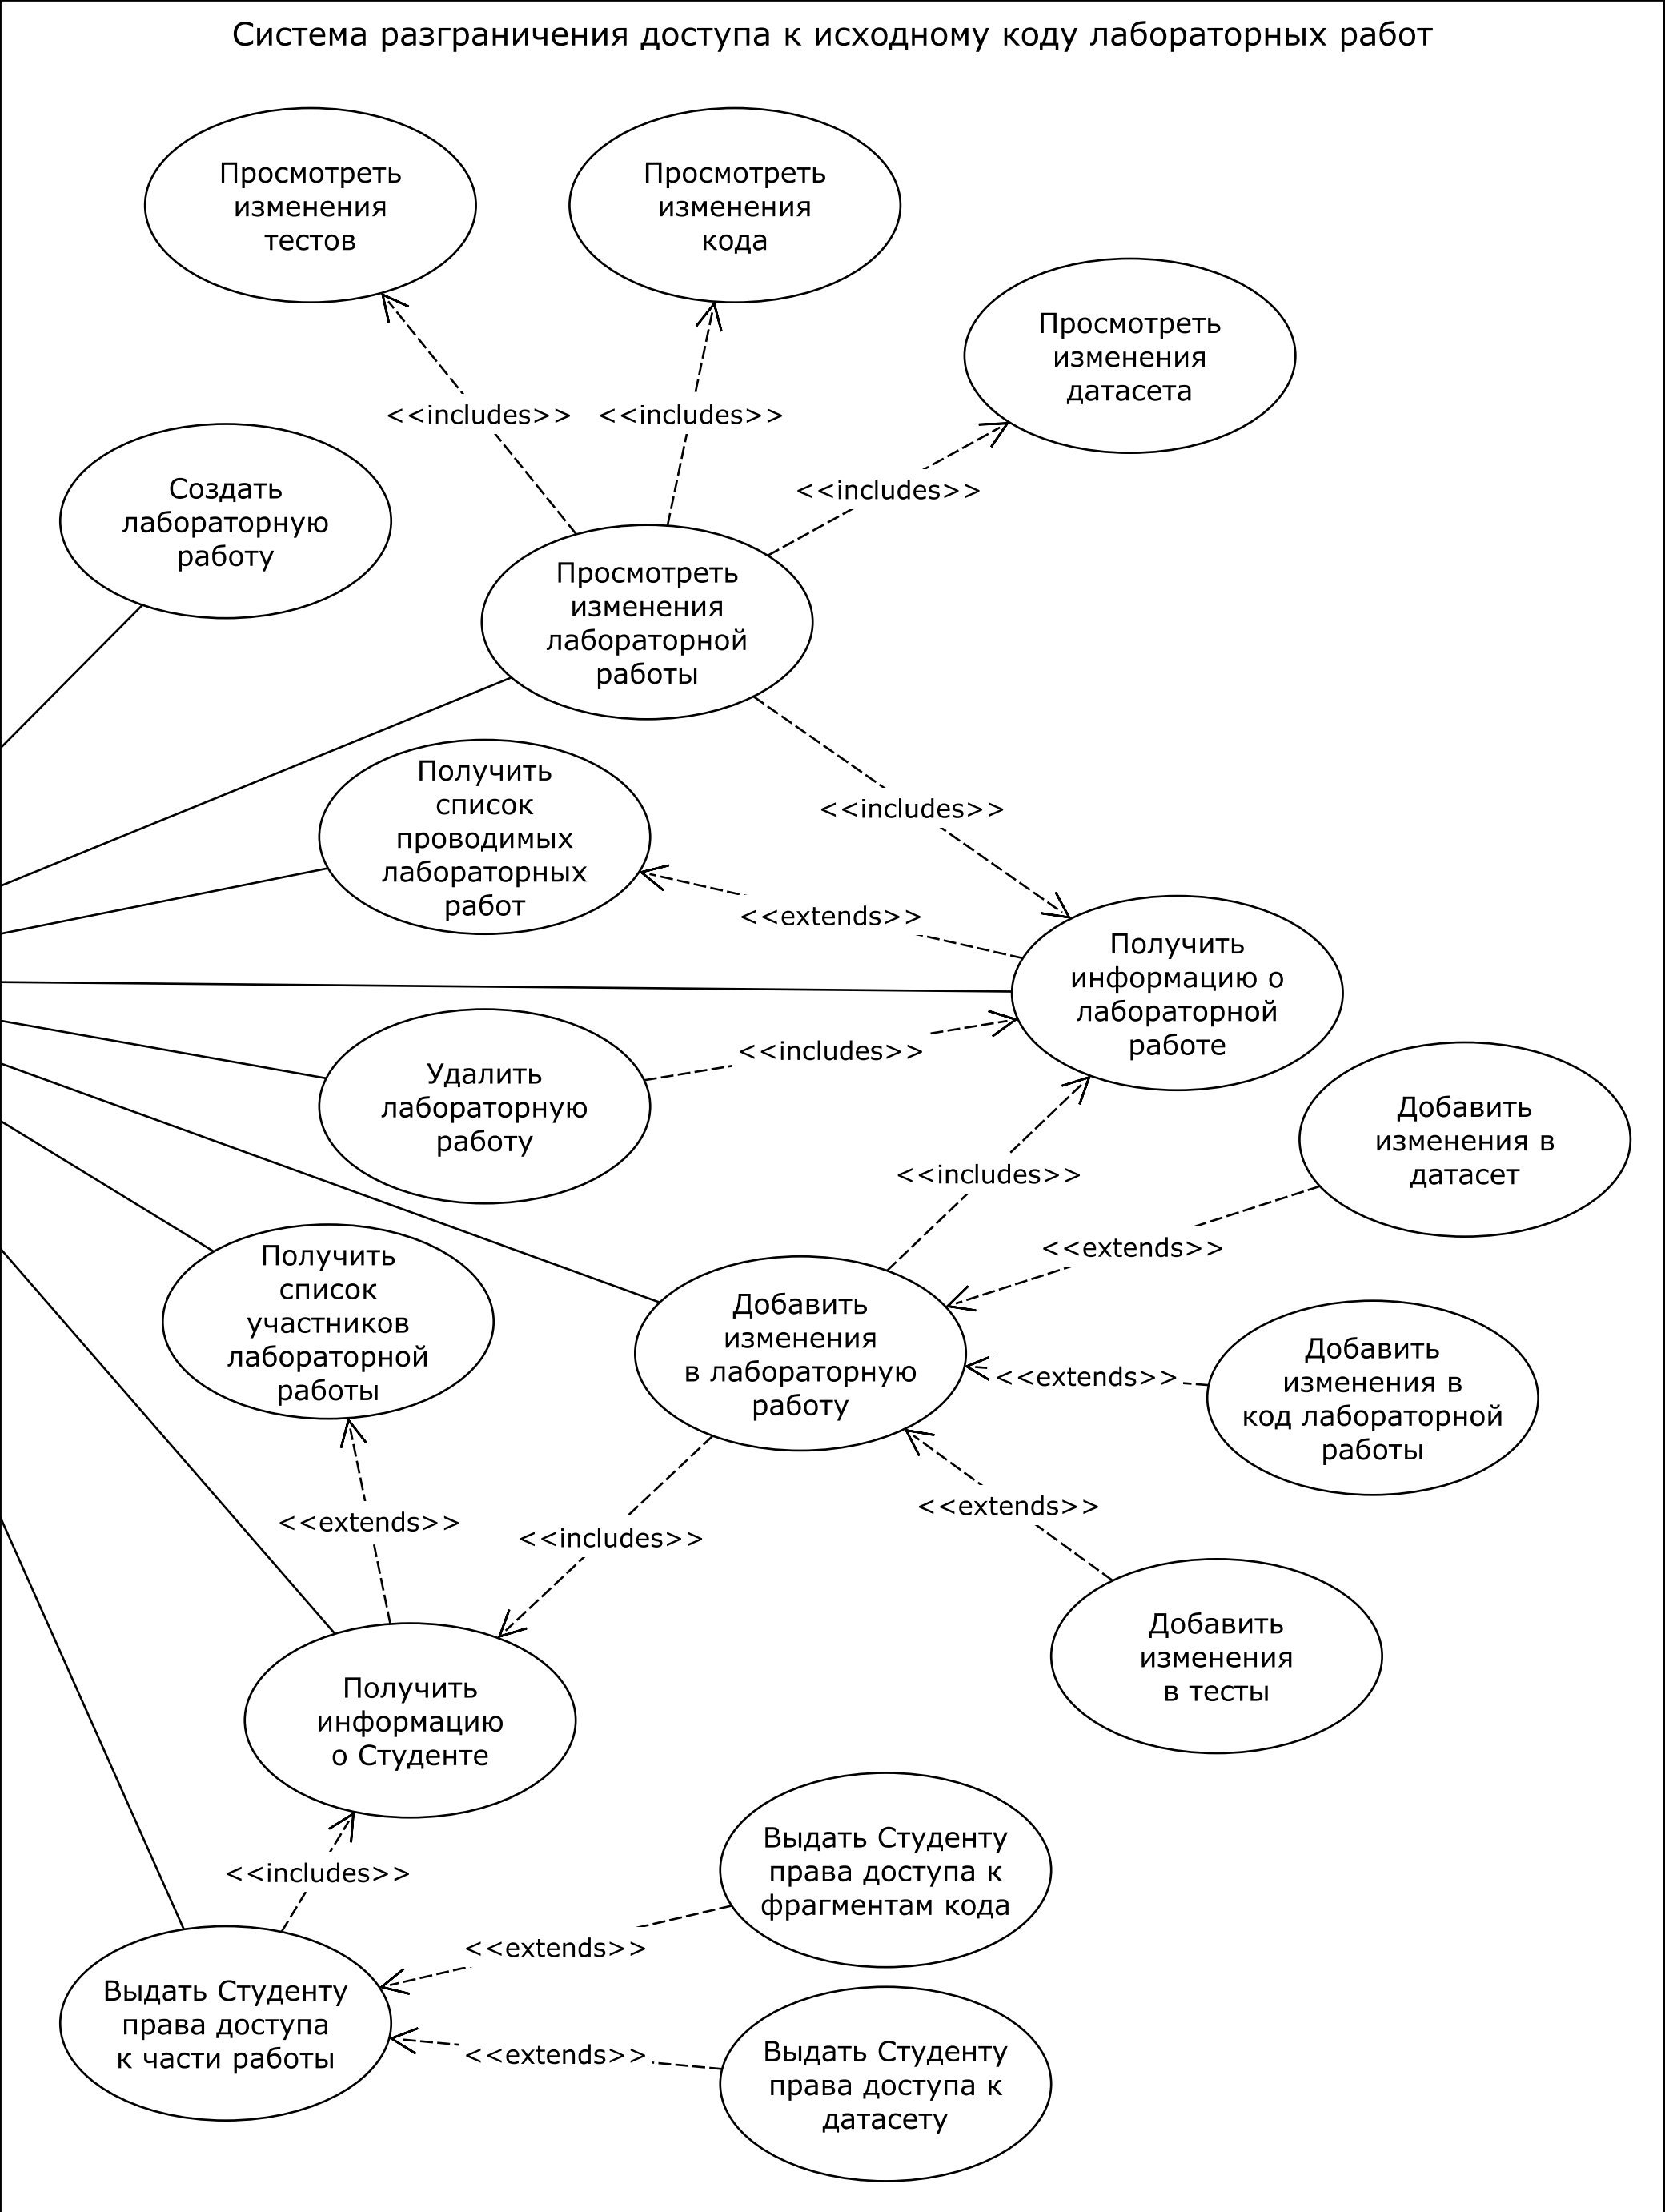 Система разграничения доступа к исходному коду лабораторных работ
Просмотреть
изменения
тестов
Просмотреть
изменения
кода
Просмотреть
изменения
датасета
<<includes>>
<<includes>>
<<includes>>
Создать
лабораторную
работу
Просмотреть
изменения
лабораторной
работы
Получить
список
проводимых
лабораторных
работ
<<includes>>
<<extends>>
Получить
информацию о
лабораторной
работе
Удалить
лабораторную
работу
<<includes>>
Добавить
изменения в
датасет
<<includes>>
<<extends>>
Получить
список
участников
лабораторной
работы
Добавить
изменения
в лабораторную
работу
<<extends>>
Добавить
изменения в
код лабораторной
работы
<<extends>>
<<includes>>
<<extends>>
Добавить
изменения
в тесты
Получить
информацию
о Студенте
<<includes>>
Выдать Студенту
права доступа к
фрагментам кода
<<extends>>
Выдать Студенту
права доступа
к части работы
<<extends>>
Выдать Студенту
права доступа к
датасету